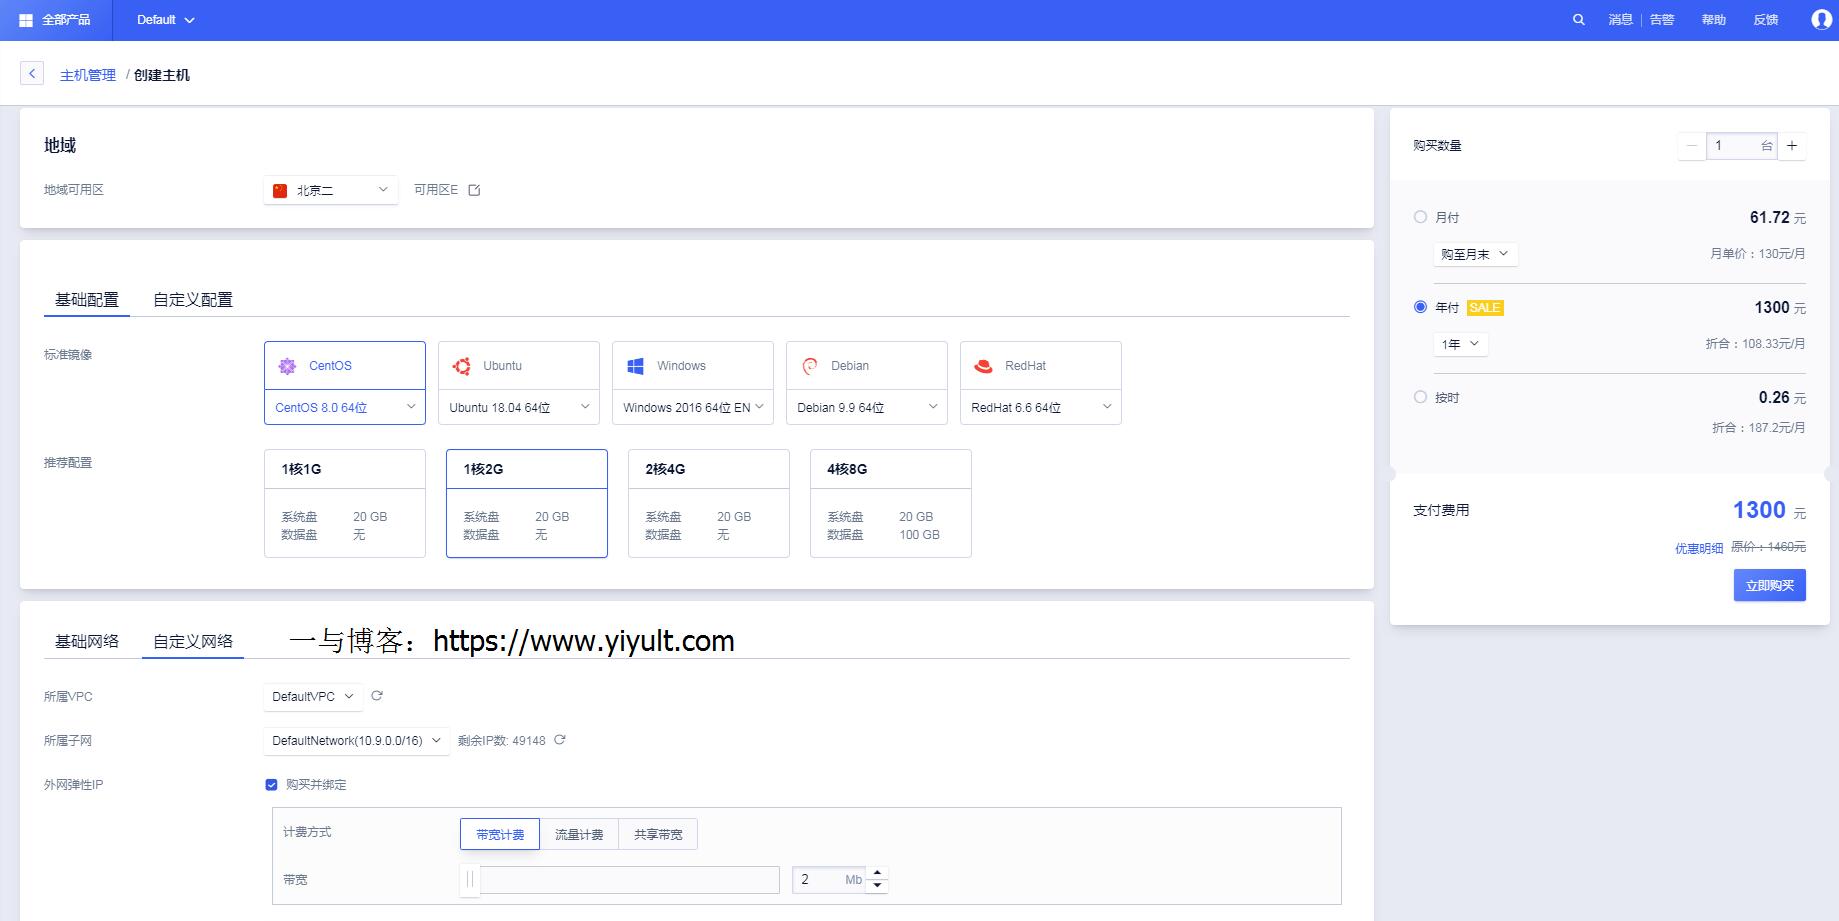 全部产品 Default 消息 告警 帮助 反馈
主机管理 / 创建主机
地域
地域可用区 北京二 可用区E
基础配置 自定义配置
标准镜像 CentOS Ubuntu Windows Debian RedHat
CentOS 8.0 64位 Ubuntu 18.04 64位 Windows 2016 64位 EN Debian 9.9 64位 RedHat 6.6 64位
推荐配置 1核1G 1核2G 2核4G 4核8G
系统盘 20 GB 系统盘 20 GB 系统盘 20 GB 系统盘 20 GB
数据盘 无 数据盘 无 数据盘 无 数据盘 100 GB
基础网络 自定义网络 一与博客：https://www.yiyult.com
所属VPC DefaultVPC
所属子网 DefaultNetwork(10.9.0.0/16) 剩余IP数: 49148
外网弹性IP 购买并绑定
计费方式 带宽计费 流量计费 共享带宽
带宽 2 Mb
购买数量 1 台
月付 61.72 元
购至月末 月单价：130元/月
年付 SALE 1300 元
1年 折合：108.33元/月
按时 0.26 元
折合：187.2元/月
支付费用 1300 元
优惠明细 原价：1460元
立即购买